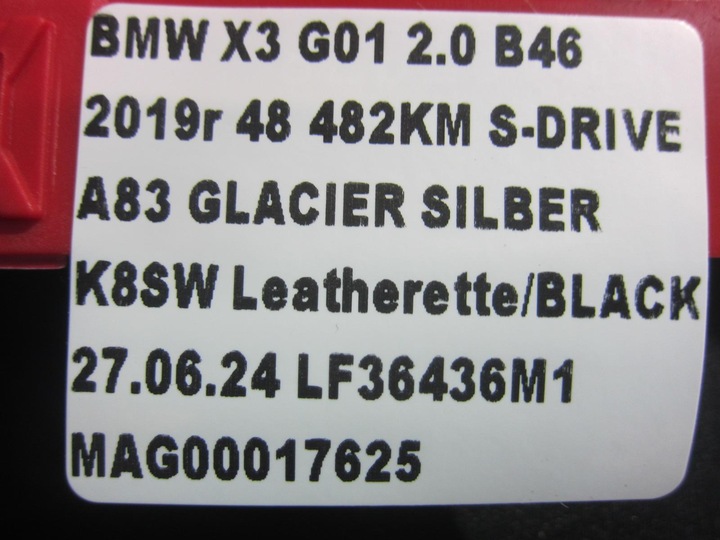 BMW X3 G01 2.0 B46
2019r 48 482KM S-DRIVE
A83 GLACIER SILBER
K8SW Leatherette/BLACK
27.06.24 LF36436M1
MAG00017625